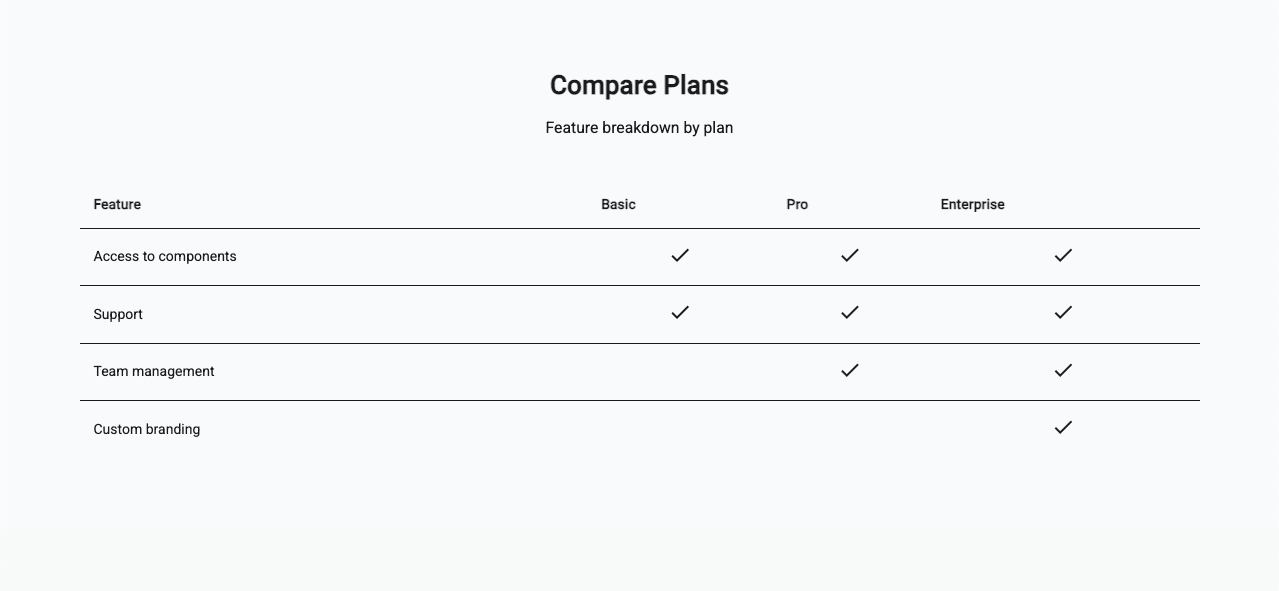 Compare Plans
Feature breakdown by plan
Feature Basic Pro Enterprise
Access to components ✓ ✓ ✓
Support ✓ ✓ ✓
Team management ✓ ✓
Custom branding ✓